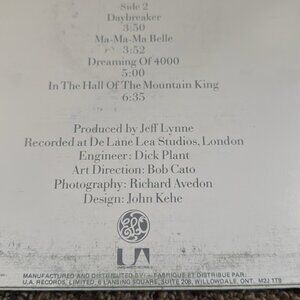 Side 2
Daybreaker
3:50
Ma-Ma-Ma Belle
3:52
Dreaming Of 4000
5:00
In The Hall Of The Mountain King
6:35
Produced by Jeff Lynne
Recorded at De Lane Lea Studios, London
Engineer: Dick Plant
Art Direction: Bob Cato
Photography: Richard Avedon
Design: John Kehe
ELO
UA
MANUFACTURED AND DISTRIBUTED BY: - FABRIQUE ET DISTRIBUE PAR:
U.A. RECORDS, LIMITED, 6 LANSING SQUARE, SUITE 208, WILLOWDALE, ONT. M2J 1T5